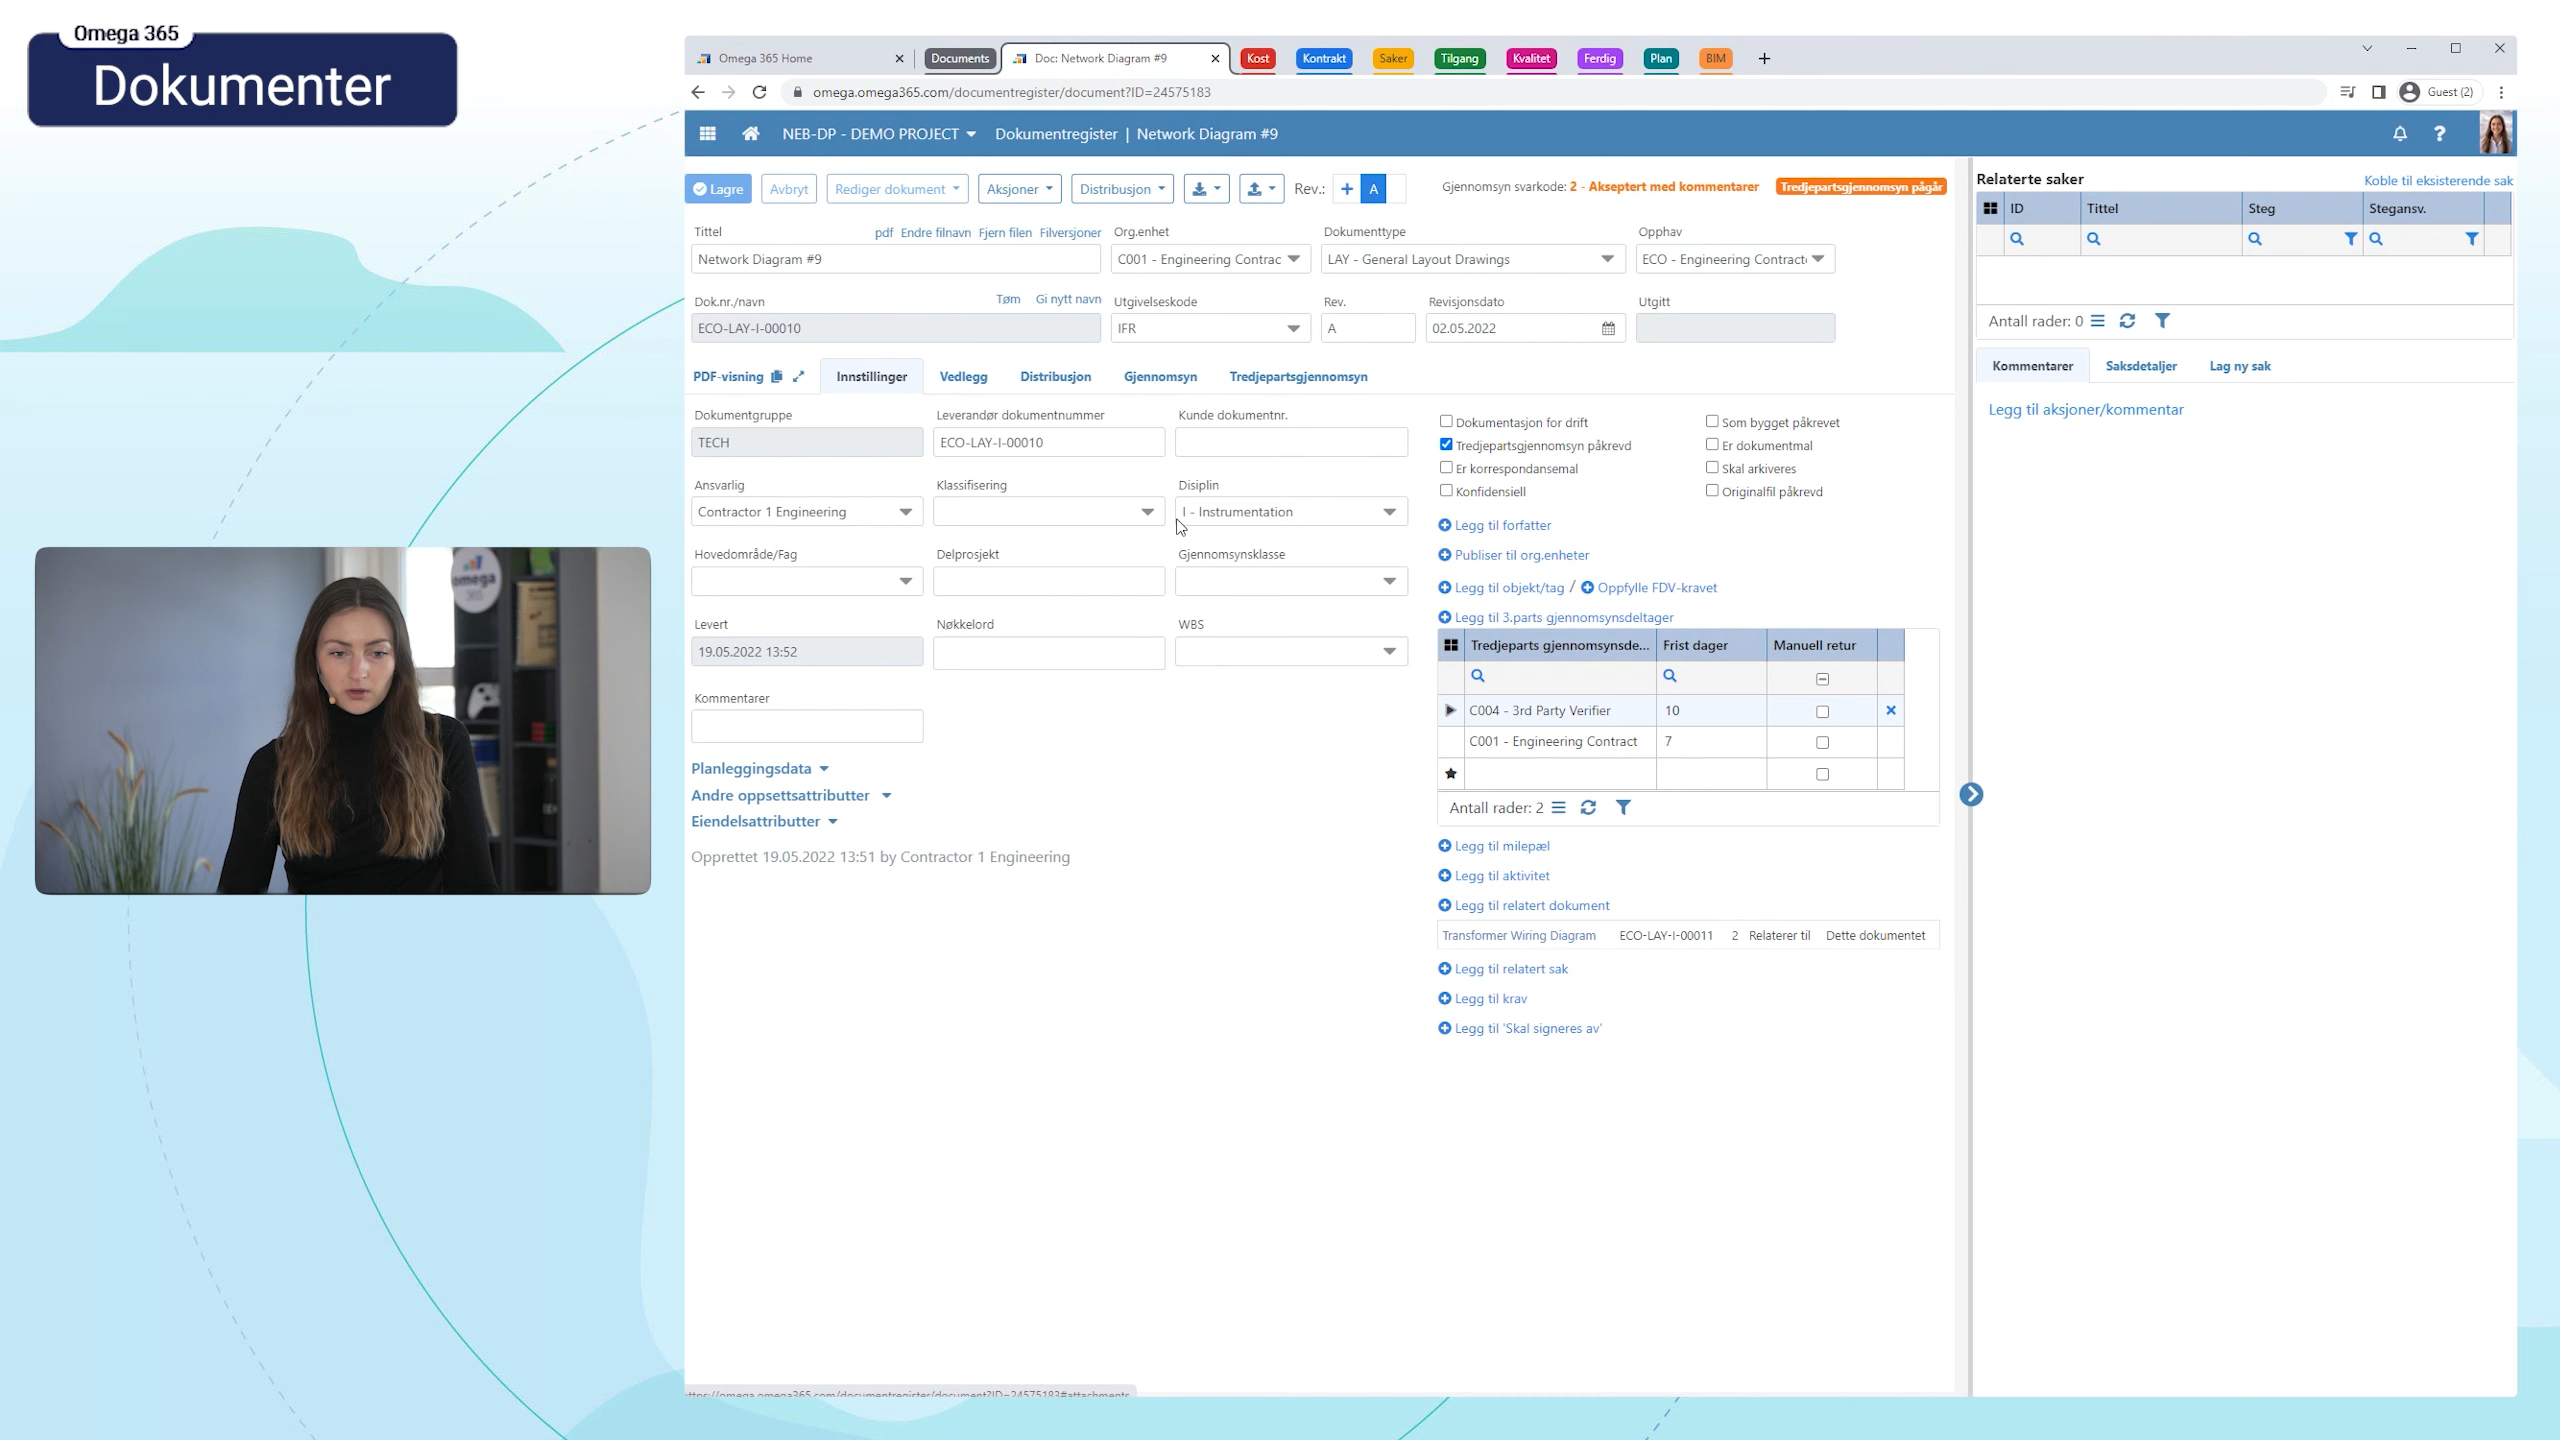 Omega 365
Dokumenter
Omega 365 Home
Documents
Doc: Network Diagram #9
Kost
Kontrakt
Saker
Tilgang
Kvalitet
Ferdig
Plan
BIM
omega.omega365.com/documentregister/document?ID=24575183
Guest (2)
NEB-DP - DEMO PROJECT
Dokumentregister | Network Diagram #9
Lagre
Avbryt
Rediger dokument
Aksjoner
Distribusjon
Rev.:
A
Gjennomsyn svarkode: 2 - Akseptert med kommentarer
Tredjepartsgjennomsyn pågår
Tittel
pdf Endre filnavn Fjern filen Filversjoner
Org.enhet
Dokumenttype
Opphav
Network Diagram #9
C001 - Engineering Contrac
LAY - General Layout Drawings
ECO - Engineering Contract
Dok.nr./navn
Tøm Gi nytt navn
Utgivelseskode
Rev.
Revisjonsdato
Utgitt
ECO-LAY-I-00010
IFR
A
02.05.2022
PDF-visning
Innstillinger
Vedlegg
Distribusjon
Gjennomsyn
Tredjepartsgjennomsyn
Dokumentgruppe
Leverandør dokumentnummer
Kunde dokumentnr.
TECH
ECO-LAY-I-00010
Ansvarlig
Klassifisering
Disiplin
Contractor 1 Engineering
I - Instrumentation
Hovedområde/Fag
Delprosjekt
Gjennomsynsklasse
Levert
Nøkkelord
WBS
19.05.2022 13:52
Kommentarer
Planleggingsdata
Andre oppsettsattributter
Eiendelsattributter
Opprettet 19.05.2022 13:51 by Contractor 1 Engineering
Dokumentasjon for drift
Som bygget påkrevet
Tredjepartsgjennomsyn påkrevd
Er dokumentmal
Er korrespondansemal
Skal arkiveres
Konfidensiell
Originalfil påkrevd
Legg til forfatter
Publiser til org.enheter
Legg til objekt/tag / Oppfylle FDV-kravet
Legg til 3.parts gjennomsynsdeltager
Tredjeparts gjennomsynsde...
Frist dager
Manuell retur
C004 - 3rd Party Verifier
10
C001 - Engineering Contract
7
Antall rader: 2
Legg til milepæl
Legg til aktivitet
Legg til relatert dokument
Transformer Wiring Diagram ECO-LAY-I-00011 2 Relaterer til Dette dokumentet
Legg til relatert sak
Legg til krav
Legg til 'Skal signeres av'
Relaterte saker
Koble til eksisterende sak
ID
Tittel
Steg
Stegansv.
Antall rader: 0
Kommentarer
Saksdetaljer
Lag ny sak
Legg til aksjoner/kommentar
omega
365
ttps://omega.omega365.com/documentregister/document?ID=24575183#attachments